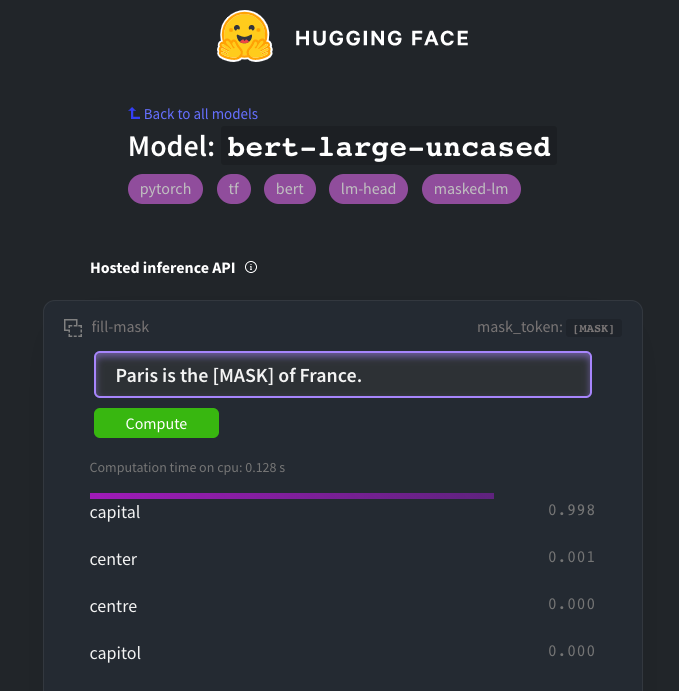 HUGGING FACE
Back to all models
Model: bert-large-uncased
pytorch tf bert lm-head masked-lm
Hosted inference API
fill-mask mask_token: [MASK]
Paris is the [MASK] of France.
Compute
Computation time on cpu: 0.128 s
capital 0.998
center 0.001
centre 0.000
capitol 0.000